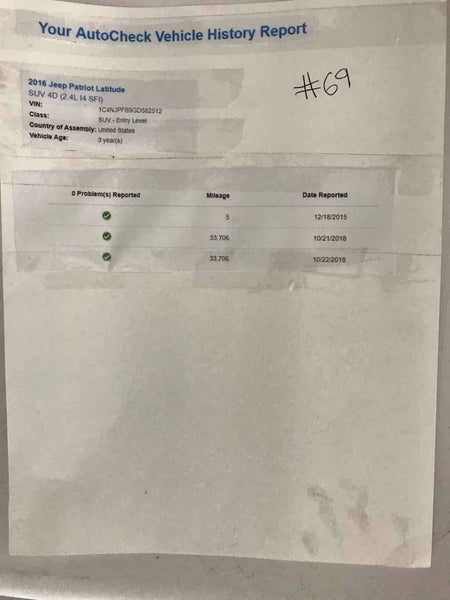 Your AutoCheck Vehicle History Report
#69
2016 Jeep Patriot Latitude
SUV 4D (2.4L I4 SFI)
VIN: 1C4NJPFB9GD582512
Class: SUV - Entry Level
Country of Assembly: United States
Vehicle Age: 3 year(s)
0 Problem(s) Reported Mileage Date Reported
5 12/18/2015
33,706 10/21/2018
33,706 10/22/2018